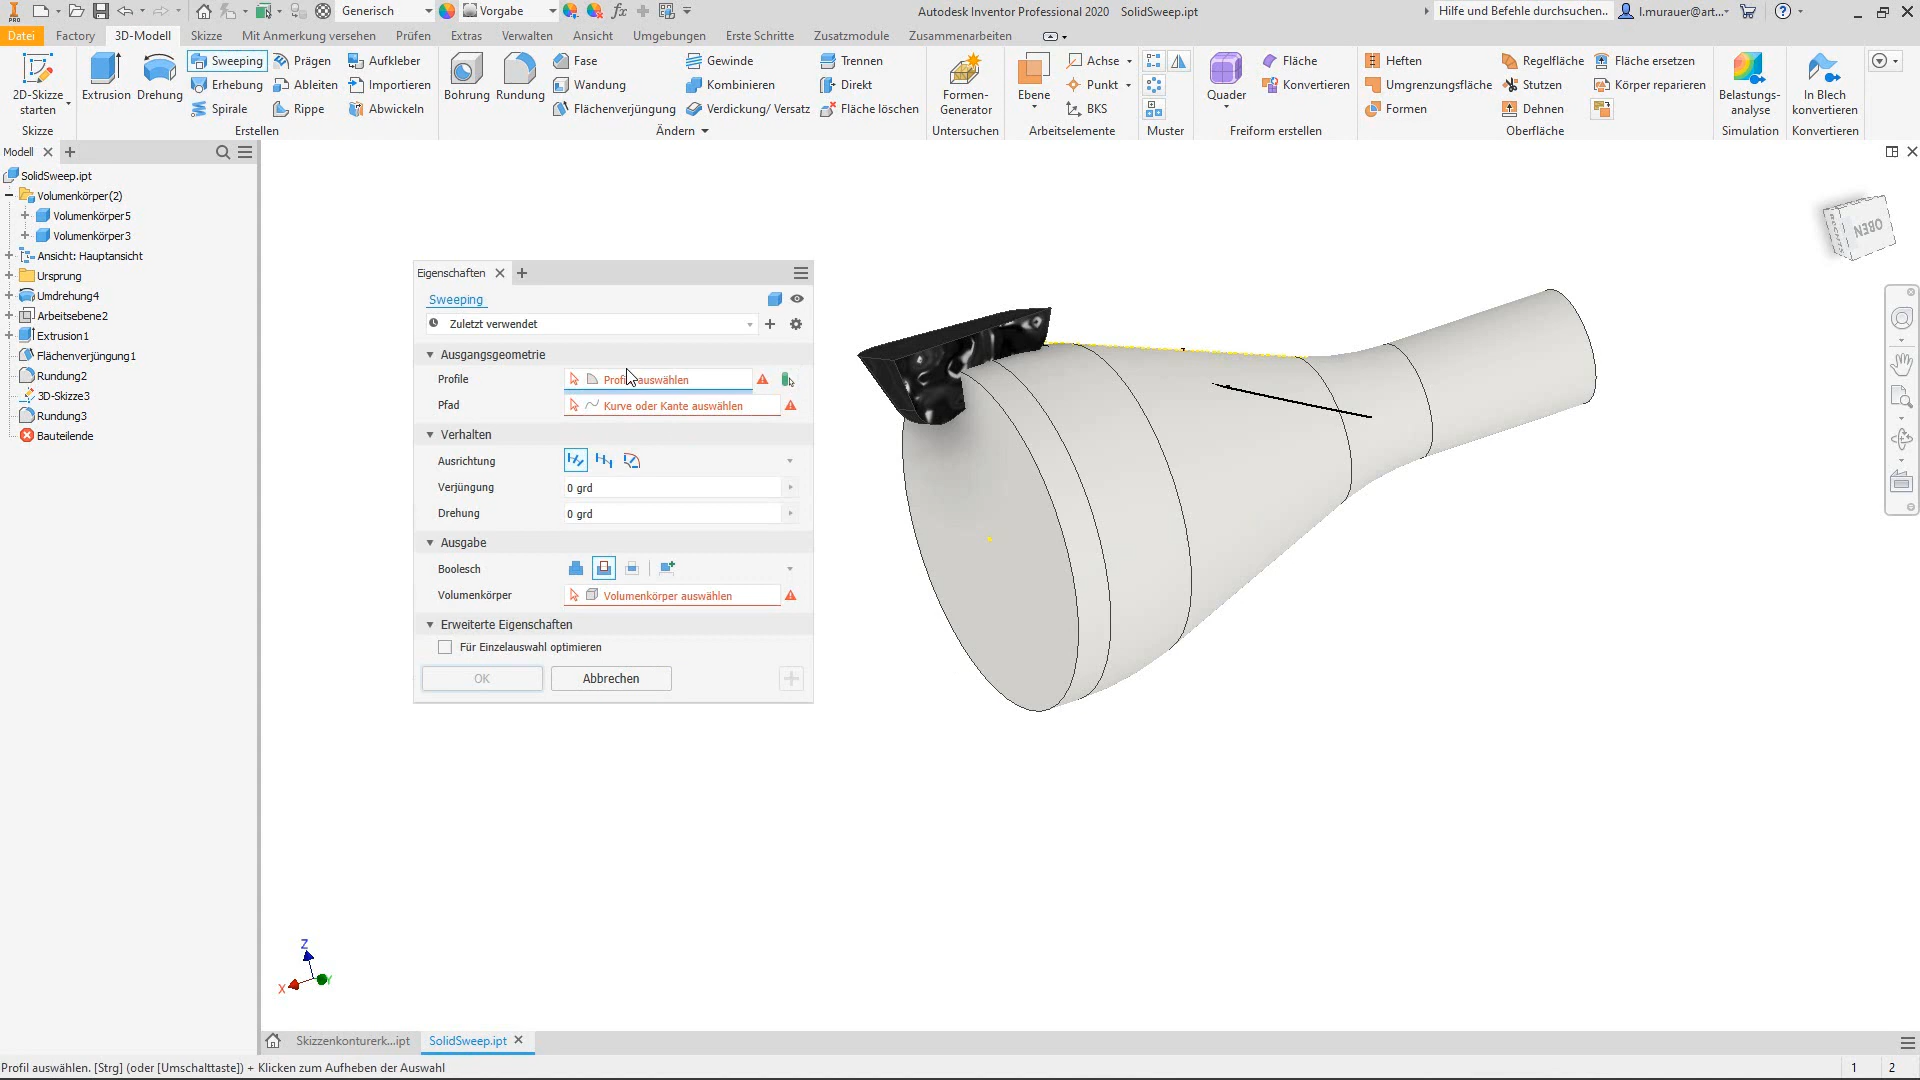 Generisch
Vorgabe
fx
Autodesk Inventor Professional 2020 SolidSweep.ipt
Hilfe und Befehle durchsuchen..
l.murauer@art...
Datei Factory 3D-Modell Skizze Mit Anmerkung versehen Prüfen Extras Verwalten Ansicht Umgebungen Erste Schritte Zusatzmodule Zusammenarbeiten
2D-Skizze starten
Skizze
Extrusion
Drehung
Sweeping
Erhebung
Spirale
Prägen
Ableiten
Rippe
Aufkleber
Importieren
Abwickeln
Erstellen
Bohrung
Rundung
Fase
Wandung
Flächenverjüngung
Gewinde
Kombinieren
Verdickung/ Versatz
Trennen
Direkt
Fläche löschen
Ändern
Formen-
Generator
Untersuchen
Ebene
Achse
Punkt
BKS
Arbeitselemente
Muster
Quader
Fläche
Konvertieren
Freiform erstellen
Heften
Umgrenzungsfläche
Formen
Regelfläche
Stutzen
Dehnen
Fläche ersetzen
Körper reparieren
Oberfläche
Belastungs-
analyse
Simulation
In Blech
konvertieren
Konvertieren
Modell
SolidSweep.ipt
Volumenkörper(2)
Volumenkörper5
Volumenkörper3
Ansicht: Hauptansicht
Ursprung
Umdrehung4
Arbeitsebene2
Extrusion1
Flächenverjüngung1
Rundung2
3D-Skizze3
Rundung3
Bauteilende
Eigenschaften
Sweeping
Zuletzt verwendet
Ausgangsgeometrie
Profile
auswählen
Pfad Kurve oder Kante auswählen
Verhalten
Ausrichtung
Verjüngung 0 grd
Drehung 0 grd
Ausgabe
Boolesch
Volumenkörper Volumenkörper auswählen
Erweiterte Eigenschaften
Für Einzelauswahl optimieren
OK Abbrechen
OBEN
RECHTS
Z
X
Y
Skizzenkonturerk...ipt
SolidSweep.ipt
Profil auswählen. [Strg] (oder [Umschalttaste]) + Klicken zum Aufheben der Auswahl
1 2